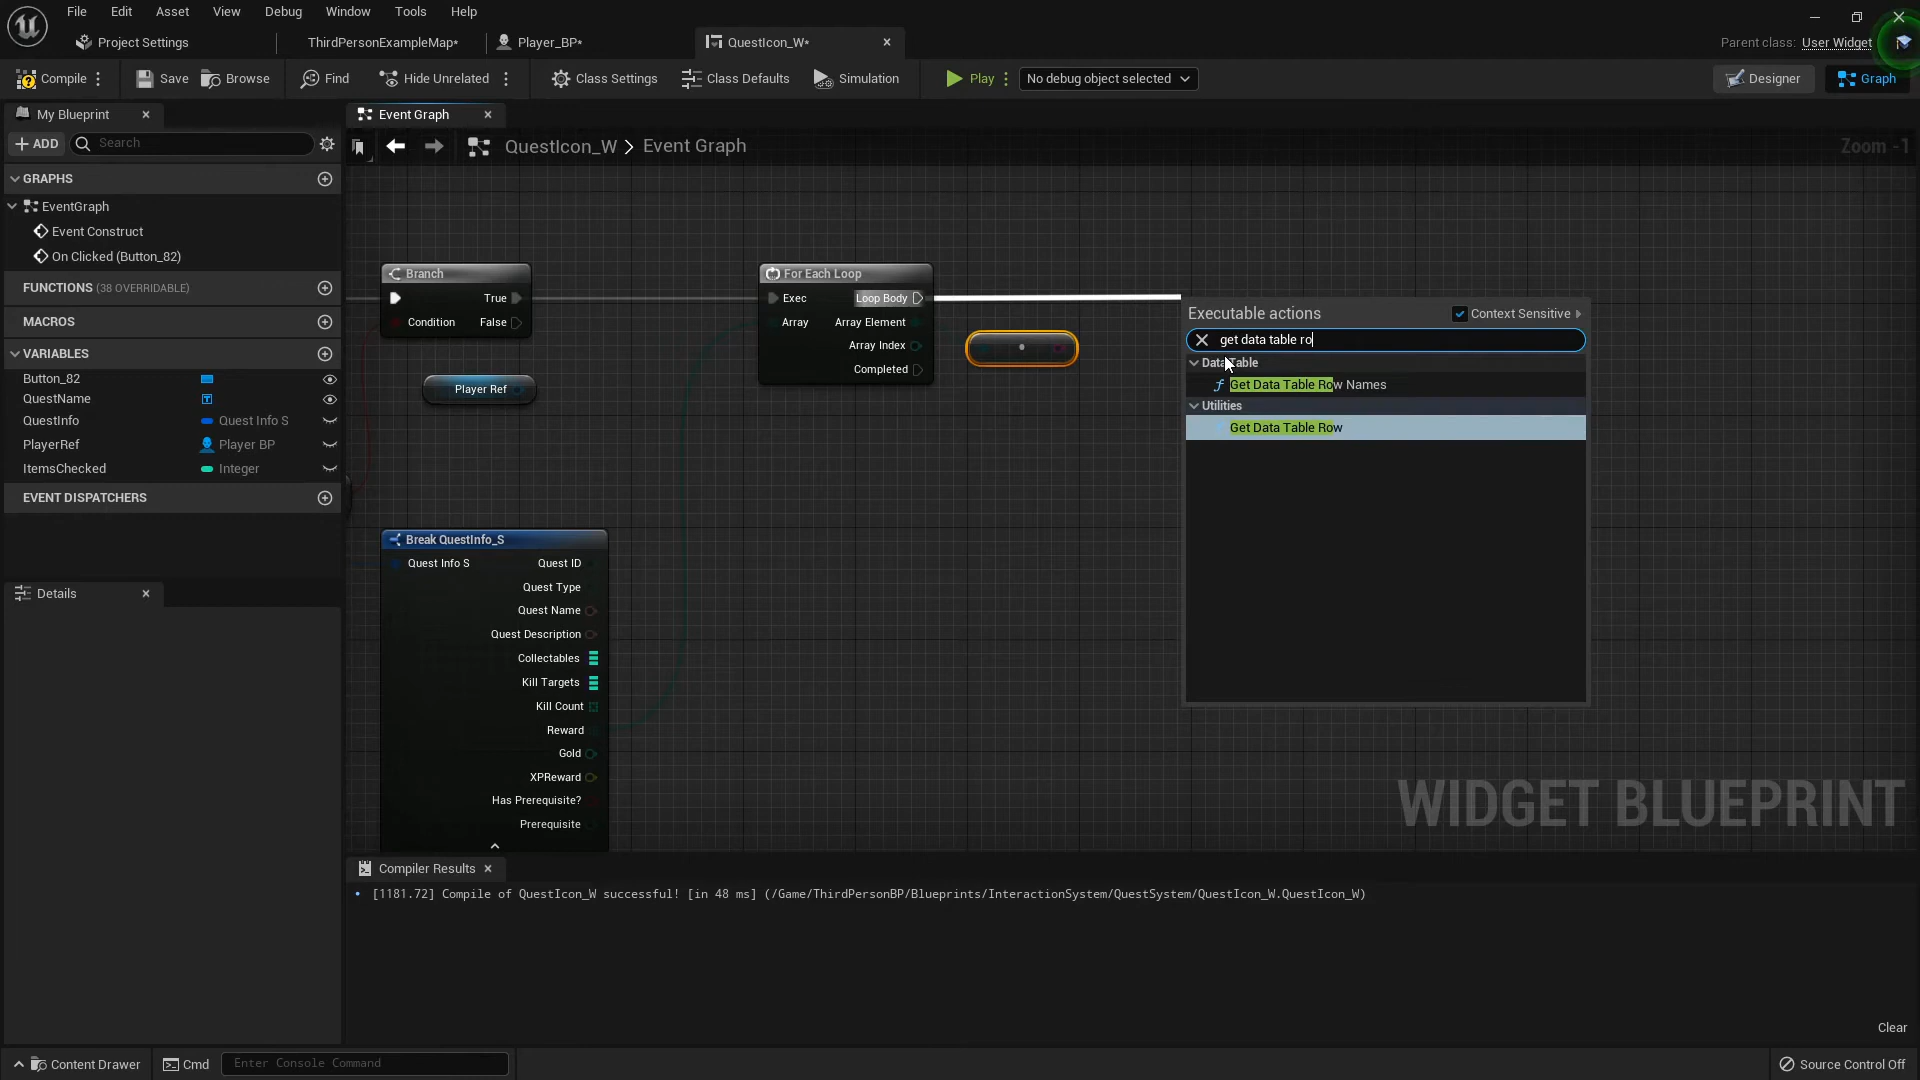 File Edit Asset View Debug Window Tools Help
Project Settings ThirdPersonExampleMap* Player_BP* QuestIcon_W* Parent class: User Widget
Compile Save Browse Find Hide Unrelated Class Settings Class Defaults Simulation Play No debug object selected Designer Graph
My Blueprint Event Graph
ADD Search QuestIcon_W > Event Graph Zoom -1
GRAPHS
EventGraph
Event Construct
On Clicked (Button_82)
FUNCTIONS (38 OVERRIDABLE)
MACROS
VARIABLES
Button_82
QuestName
QuestInfo Quest Info S
PlayerRef Player BP
ItemsChecked Integer
EVENT DISPATCHERS
Details
Branch
True
Condition False
Player Ref
For Each Loop
Exec Loop Body
Array Array Element
Array Index
Completed
Executable actions Context Sensitive
get data table ro
Data Table
Get Data Table Row Names
Utilities
Get Data Table Row
Break QuestInfo_S
Quest Info S Quest ID
Quest Type
Quest Name
Quest Description
Collectables
Kill Targets
Kill Count
Reward
Gold
XPReward
Has Prerequisite?
Prerequisite
WIDGET BLUEPRINT
Compiler Results
[1181.72] Compile of QuestIcon_W successful! [in 48 ms] (/Game/ThirdPersonBP/Blueprints/InteractionSystem/QuestSystem/QuestIcon_W.QuestIcon_W)
Clear
Content Drawer Cmd Enter Console Command Source Control Off